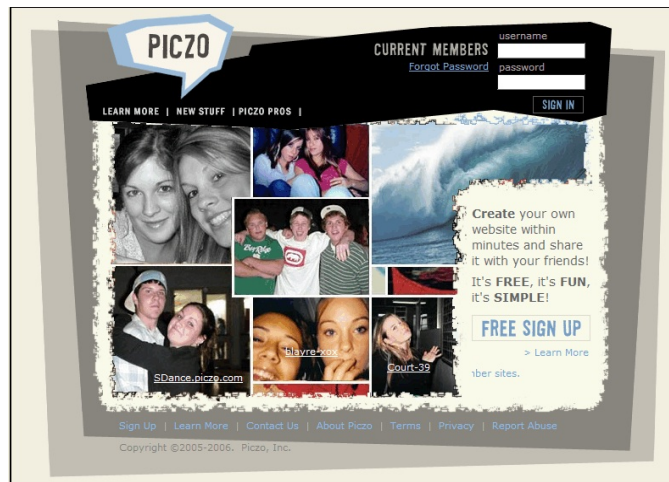 PICZO
CURRENT MEMBERS
username
Forgot Password
password
SIGN IN
LEARN MORE | NEW STUFF | PICZO PROS |
Create your own
website within
minutes and share
it with your friends!
It's FREE, it's FUN,
it's SIMPLE!
FREE SIGN UP
> Learn More
blayre-xox
Court-39
SDance.piczo.com
nber sites.
Sign Up | Learn More | Contact Us | About Piczo | Terms | Privacy | Report Abuse
Copyright ©2005-2006. Piczo, Inc.